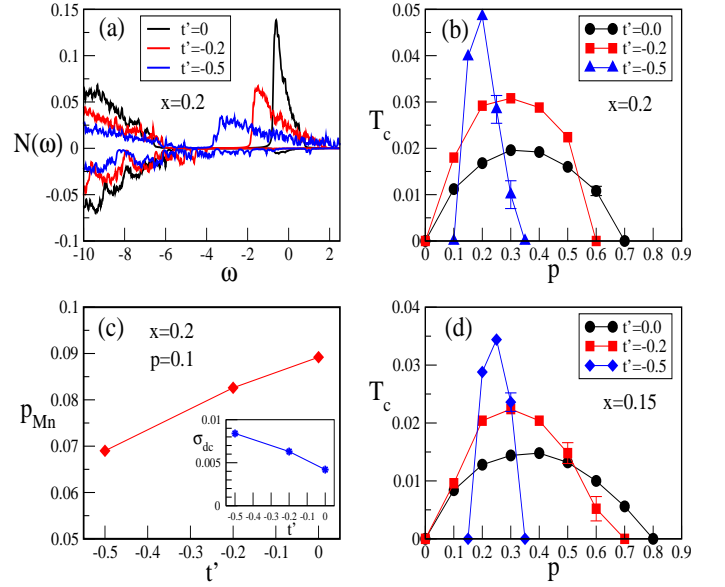 (a)
t'=0
t'=-0.2
t'=-0.5
x=0.2
N(ω)
0.15
0.1
0.05
0
-0.05
-0.1
-10 -8 -6 -4 -2 0 2
ω
(b)
t'=0.0
t'=-0.2
t'=-0.5
x=0.2
T_c
0.05
0.04
0.03
0.02
0.01
0
0 0.1 0.2 0.3 0.4 0.5 0.6 0.7 0.8 0.9
p
(c)
x=0.2
p=0.1
p_Mn
0.1
0.09
0.08
0.07
0.06
0.05
-0.5 -0.4 -0.3 -0.2 -0.1 0
t'
σ_dc
0.01
0.005
0
-0.5 -0.4 -0.3 -0.2 -0.1 0
t'
(d)
t'=0.0
t'=-0.2
t'=-0.5
x=0.15
T_c
0.04
0.03
0.02
0.01
0
0 0.1 0.2 0.3 0.4 0.5 0.6 0.7 0.8 0.9
p